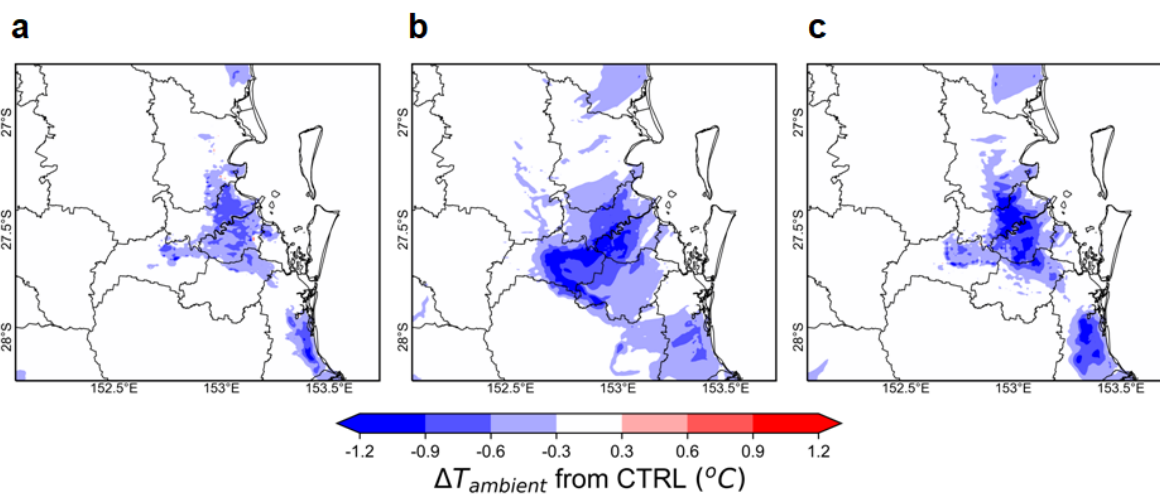 a b c
27°S 27°S 27°S
27.5°S 27.5°S 27.5°S
28°S 28°S 28°S
152.5°E 153°E 153.5°E 152.5°E 153°E 153.5°E 152.5°E 153°E 153.5°E
-1.2 -0.9 -0.6 -0.3 0.3 0.6 0.9 1.2
ΔT_ambient from CTRL (°C)